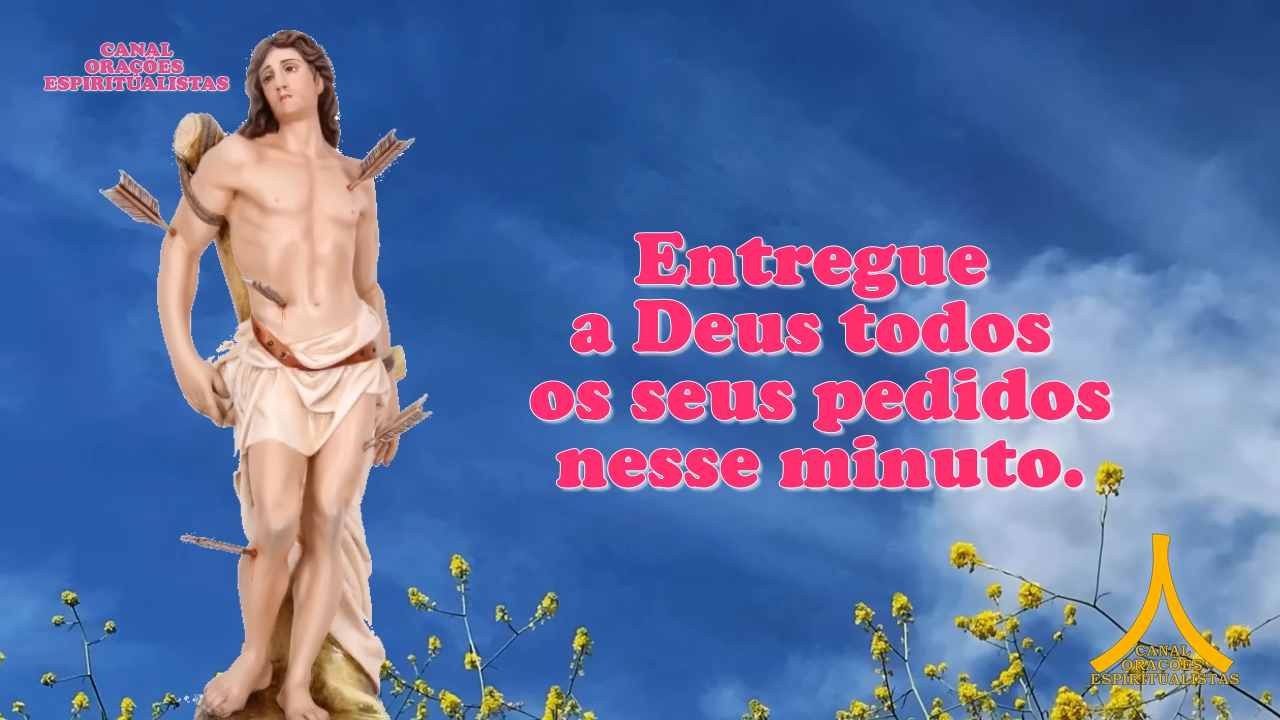 CANAL
ORAÇÕES
ESPIRITUALISTAS
Entregue
a Deus todos
os seus pedidos
nesse minuto.
CANAL
ORAÇÕES
ESPIRITUALISTAS